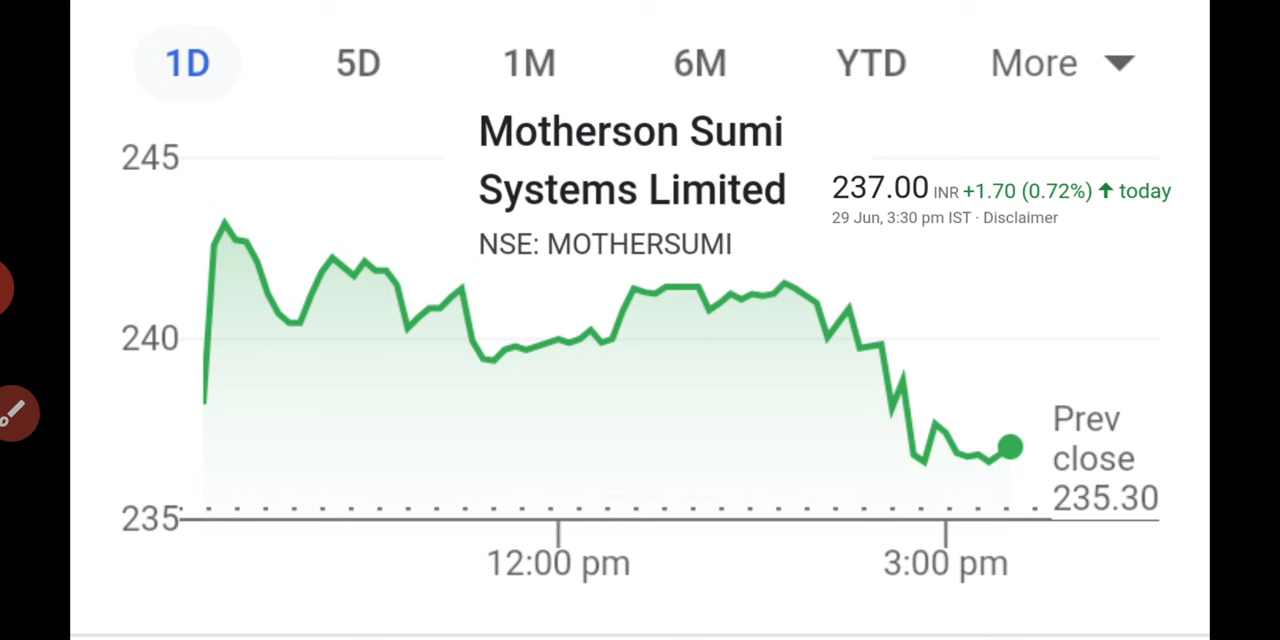 1D 5D 1M 6M YTD More
Motherson Sumi
Systems Limited
NSE: MOTHERSUMI
237.00 INR +1.70 (0.72%) ↑ today
29 Jun, 3:30 pm IST · Disclaimer
245
240
235
Prev
close
235.30
12:00 pm 3:00 pm